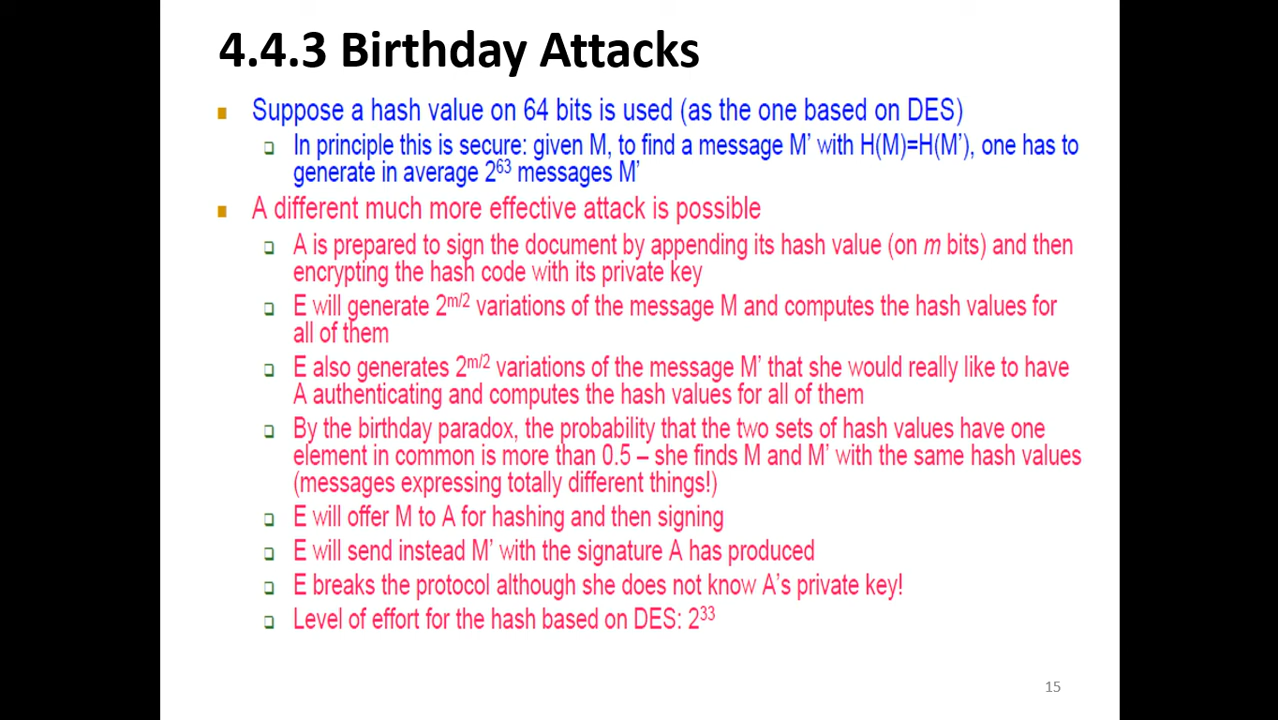 4.4.3 Birthday Attacks
Suppose a hash value on 64 bits is used (as the one based on DES)
In principle this is secure: given M, to find a message M’ with H(M)=H(M’), one has to
generate in average 2⁶³ messages M’
A different much more effective attack is possible
A is prepared to sign the document by appending its hash value (on m bits) and then
encrypting the hash code with its private key
E will generate 2^m/2 variations of the message M and computes the hash values for
all of them
E also generates 2^m/2 variations of the message M’ that she would really like to have
A authenticating and computes the hash values for all of them
By the birthday paradox, the probability that the two sets of hash values have one
element in common is more than 0.5 – she finds M and M’ with the same hash values
(messages expressing totally different things!)
E will offer M to A for hashing and then signing
E will send instead M’ with the signature A has produced
E breaks the protocol although she does not know A’s private key!
Level of effort for the hash based on DES: 2³³
15